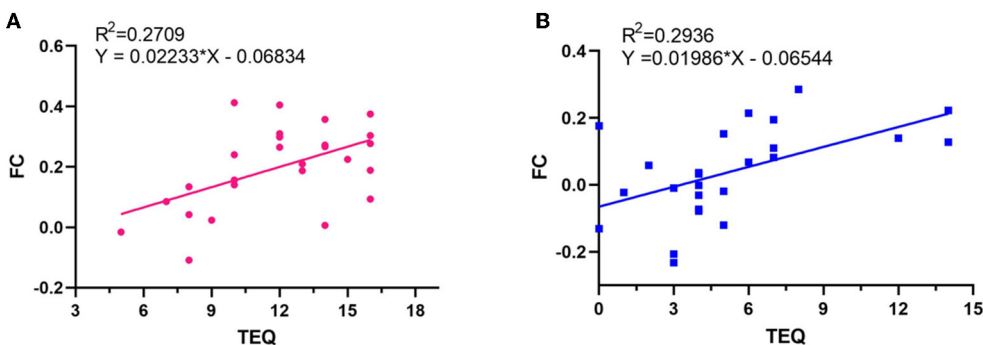 A
R²=0.2709
Y = 0.02233*X - 0.06834
0.6
0.4
0.2
0.0
-0.2
FC
3 6 9 12 15 18
TEQ
B
R²=0.2936
Y =0.01986*X - 0.06544
0.4
0.2
0.0
-0.2
FC
0 3 6 9 12 15
TEQ